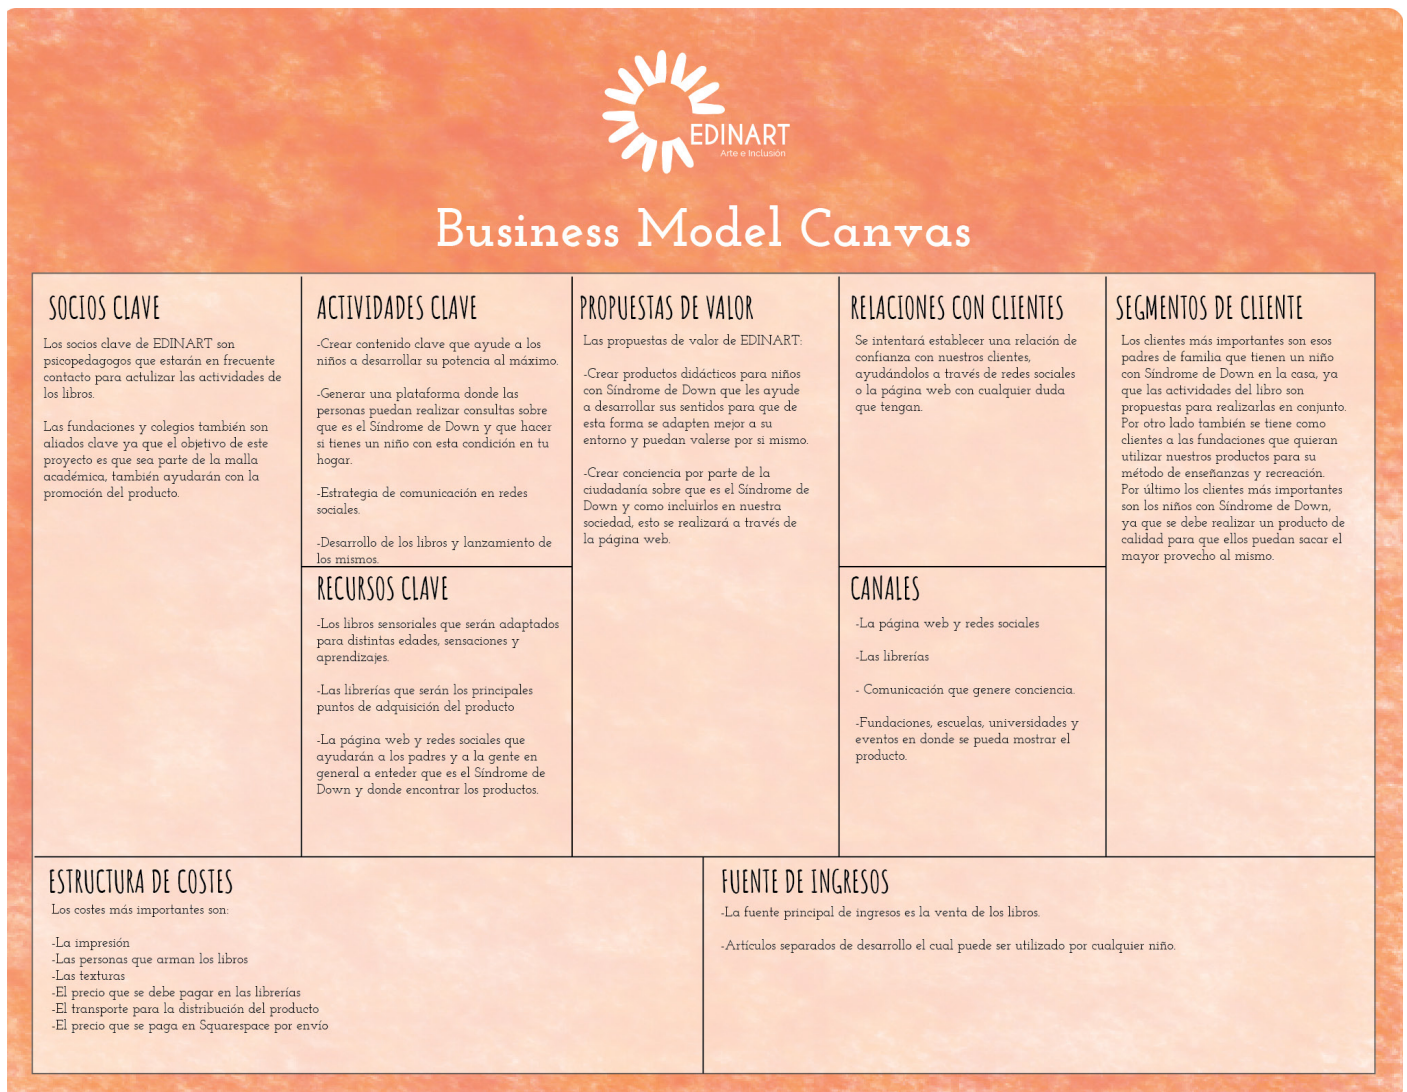 EDINART
Arte e Inclusión
Business Model Canvas
SOCIOS CLAVE
Los socios clave de EDINART son
psicopedagogos que estarán en frecuente
contacto para actulizar las actividades de
los libros.
Las fundaciones y colegios también son
aliados clave ya que el objetivo de este
proyecto es que sea parte de la malla
académica, también ayudarán con la
promoción del producto.
ACTIVIDADES CLAVE
-Crear contenido clave que ayude a los
niños a desarrollar su potencia al máximo.
-Generar una plataforma donde las
personas puedan realizar consultas sobre
que es el Síndrome de Down y que hacer
si tienes un niño con esta condición en tu
hogar.
-Estrategia de comunicación en redes
sociales.
-Desarrollo de los libros y lanzamiento de
los mismos.
RECURSOS CLAVE
-Los libros sensoriales que serán adaptados
para distintas edades, sensaciones y
aprendizajes.
-Las librerías que serán los principales
puntos de adquisición del producto
-La página web y redes sociales que
ayudarán a los padres y a la gente en
general a enteder que es el Síndrome de
Down y donde encontrar los productos.
PROPUESTAS DE VALOR
Las propuestas de valor de EDINART:
-Crear productos didácticos para niños
con Síndrome de Down que les ayude
a desarrollar sus sentidos para que de
esta forma se adapten mejor a su
entorno y puedan valerse por si mismo.
-Crear conciencia por parte de la
ciudadanía sobre que es el Síndrome de
Down y como incluirlos en nuestra
sociedad, esto se realizará a través de
la página web.
RELACIONES CON CLIENTES
Se intentará establecer una relación de
confianza con nuestros clientes,
ayudándolos a través de redes sociales
o la página web con cualquier duda
que tengan.
CANALES
-La página web y redes sociales
-Las librerías
- Comunicación que genere conciencia.
-Fundaciones, escuelas, universidades y
eventos en donde se pueda mostrar el
producto.
SEGMENTOS DE CLIENTE
Los clientes más importantes son esos
padres de familia que tienen un niño
con Síndrome de Down en la casa, ya
que las actividades del libro son
propuestas para realizarlas en conjunto.
Por otro lado también se tiene como
clientes a las fundaciones que quieran
utilizar nuestros productos para su
método de enseñanzas y recreación.
Por último los clientes más importantes
son los niños con Síndrome de Down,
ya que se debe realizar un producto de
calidad para que ellos puedan sacar el
mayor provecho al mismo.
ESTRUCTURA DE COSTES
Los costes más importantes son:
-La impresión
-Las personas que arman los libros
-Las texturas
-El precio que se debe pagar en las librerías
-El transporte para la distribución del producto
-El precio que se paga en Squarespace por envío
FUENTE DE INGRESOS
-La fuente principal de ingresos es la venta de los libros.
-Artículos separados de desarrollo el cual puede ser utilizado por cualquier niño.